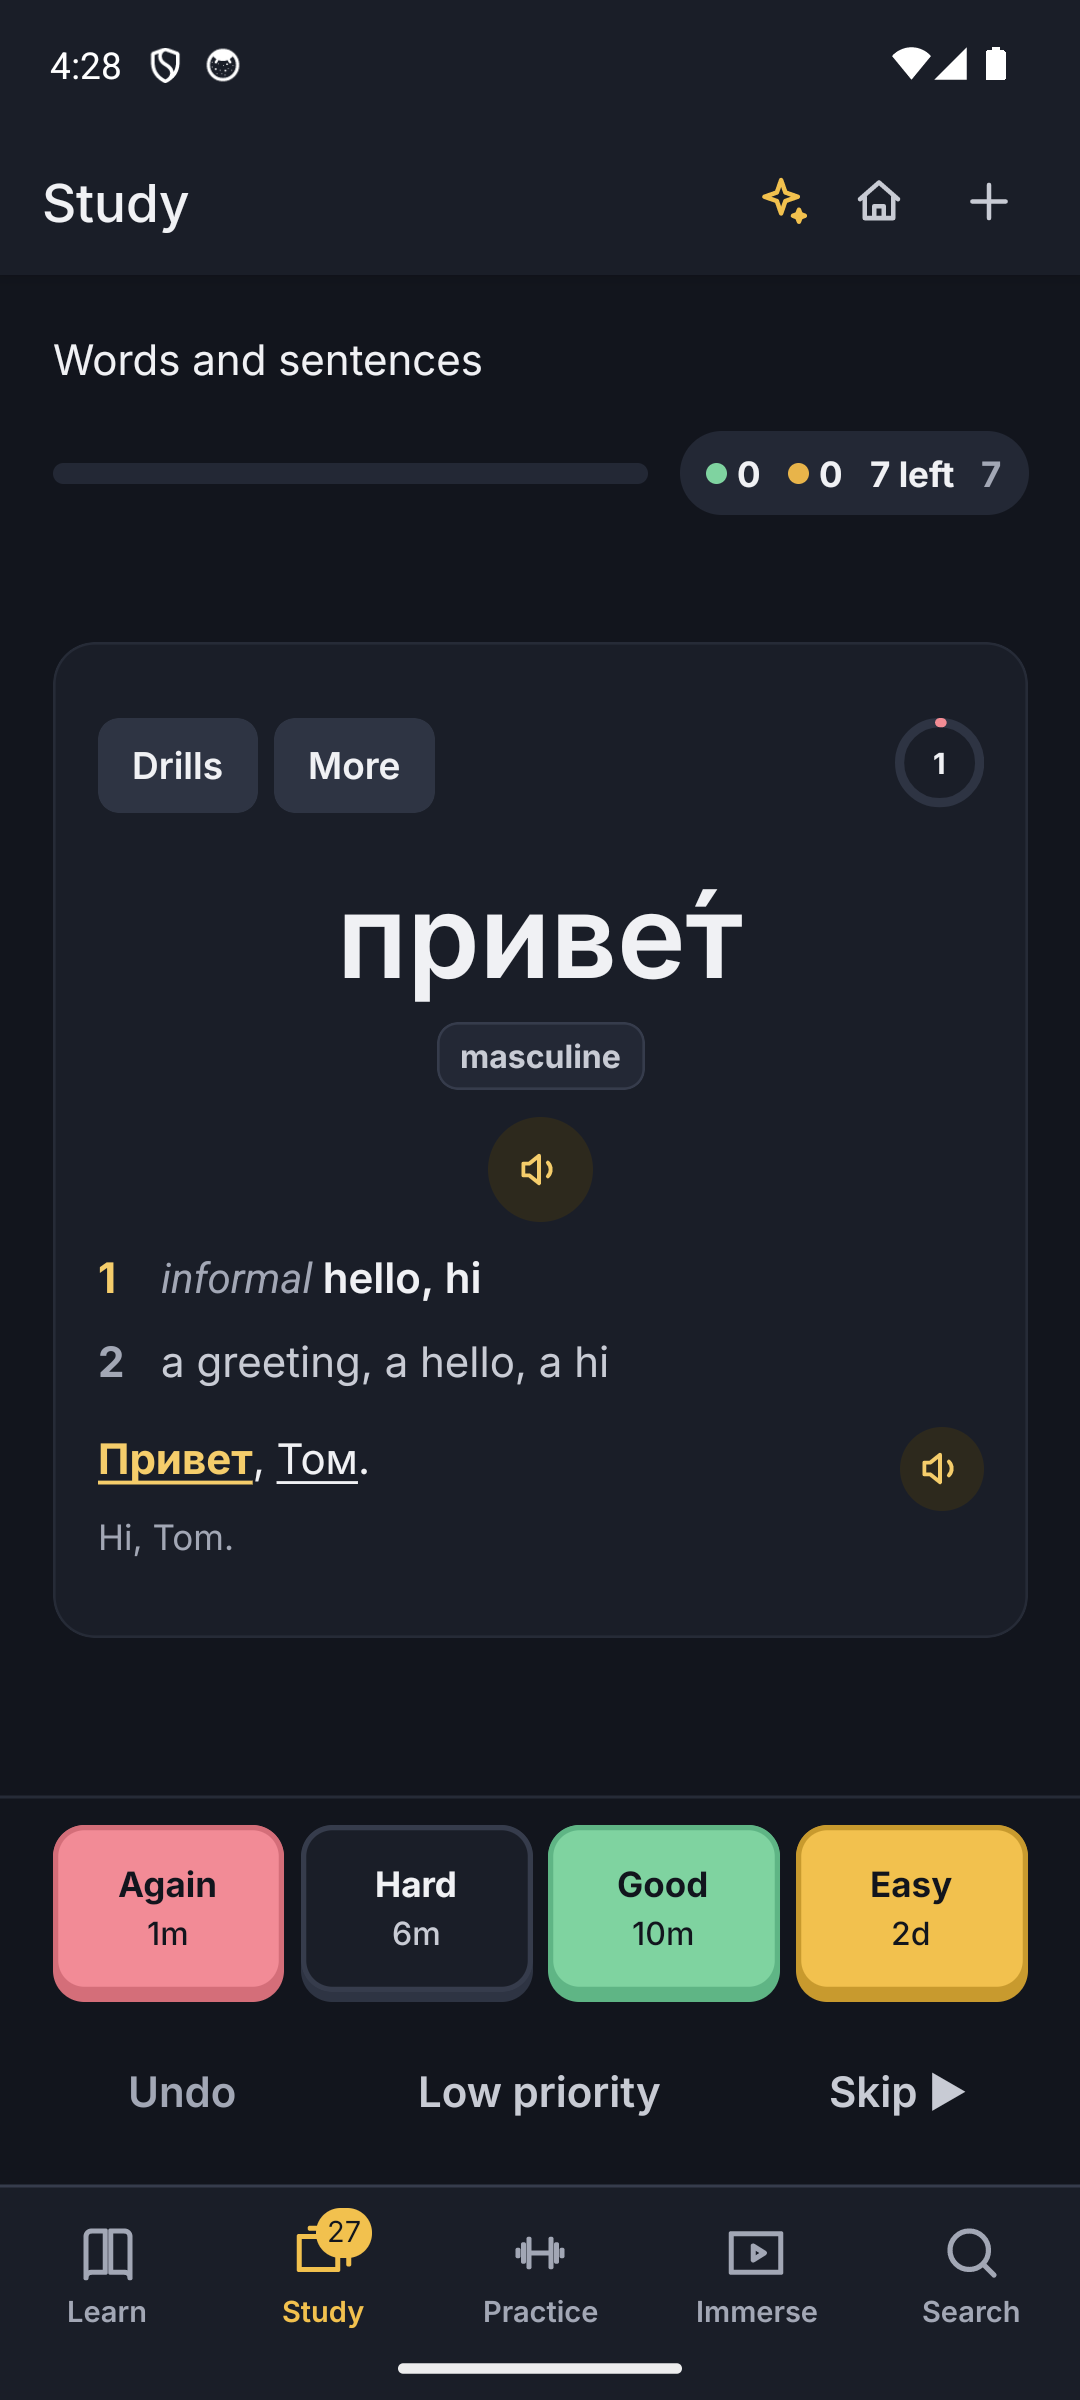 4:28
Study
Words and sentences
0 0 7 left 7
Drills More 1
приве́т
masculine
1 informal hello, hi
2 a greeting, a hello, a hi
Привет, Том.
Hi, Tom.
Again Hard Good Easy
1m 6m 10m 2d
Undo Low priority Skip ▶
27
Learn Study Practice Immerse Search